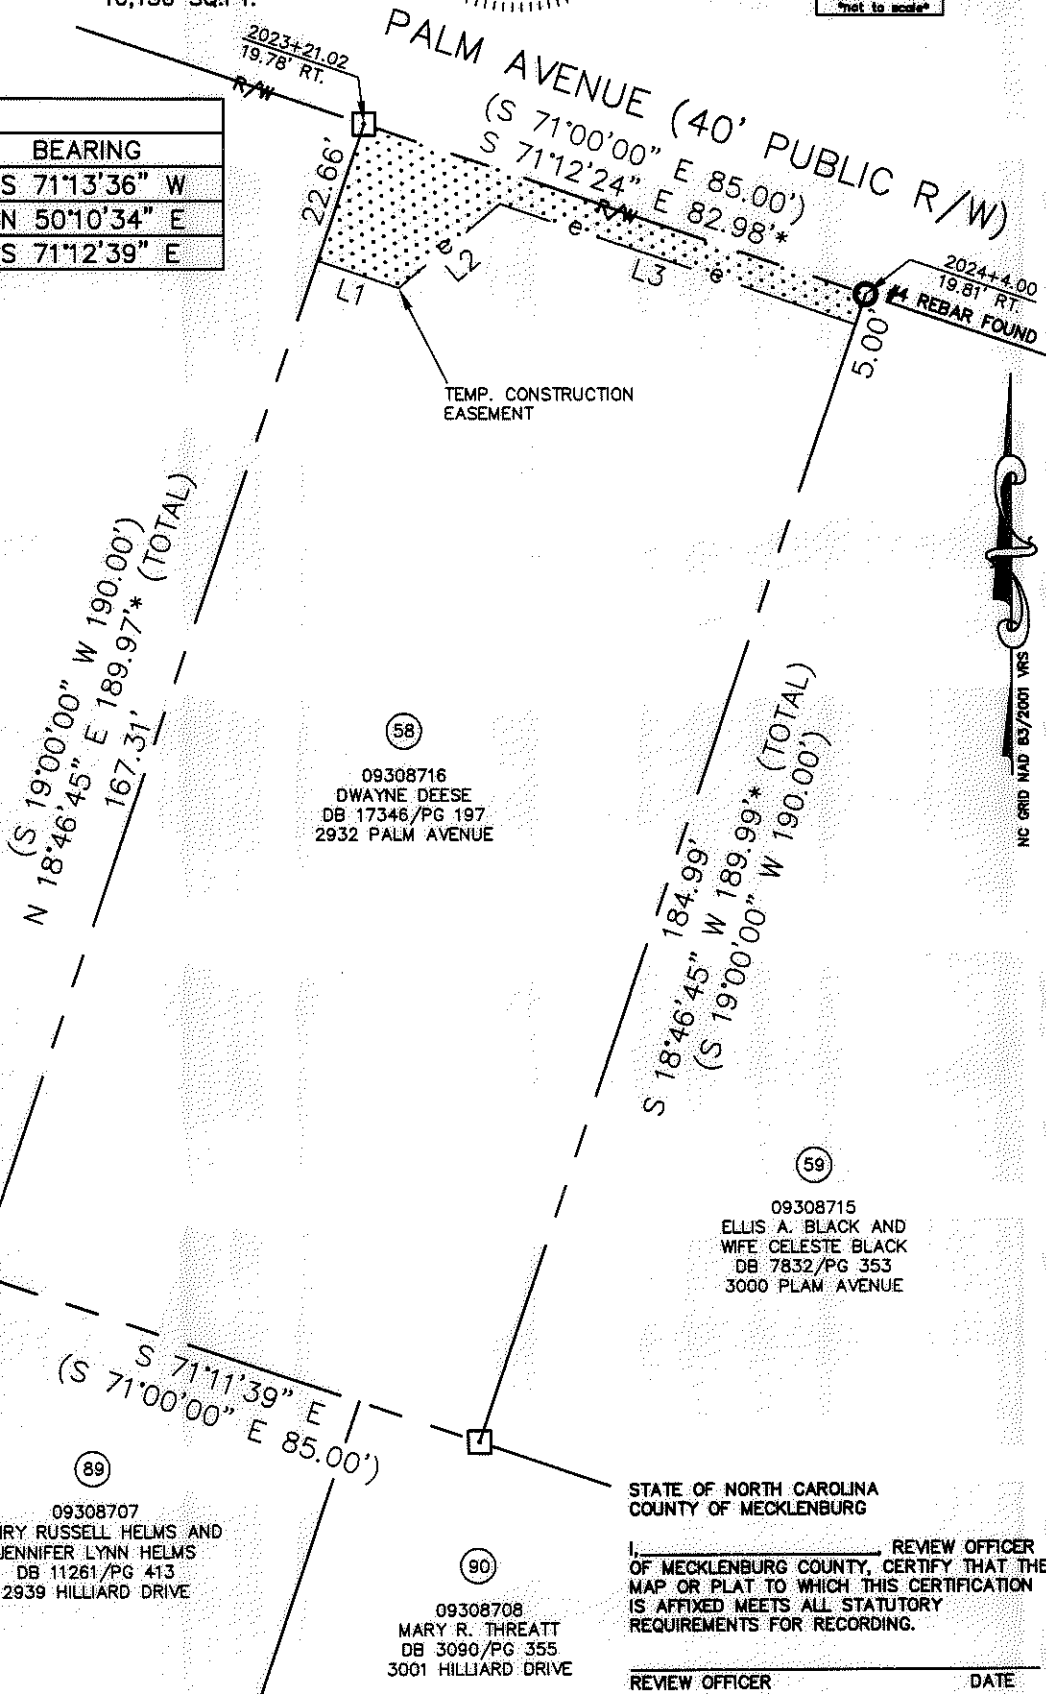 *not to scale*
PALM AVENUE (40' PUBLIC R/W)
2023+21.02
19.78' RT.
R/W
(S 71°00'00" E 85.00')
S 71°12'24" E 82.98'*
R/W
BEARING
S 71°13'36" W
N 50°10'34" E
S 71°12'39" E
22.66'
L1
e
L2
e
L3
e
2024+4.00
19.81' RT.
#4 REBAR FOUND
5.00'
TEMP. CONSTRUCTION
EASEMENT
(S 19°00'00" W 190.00')
N 18°46'45" E 189.97'* (TOTAL)
167.31'
NC GRID NAD 83/2001 VRS
58
09308716
DWAYNE DEESE
DB 17346/PG 197
2932 PALM AVENUE
184.99'
S 18°46'45" W 189.99'* (TOTAL)
(S 19°00'00" W 190.00')
59
09308715
ELLIS A. BLACK AND
WIFE CELESTE BLACK
DB 7832/PG 353
3000 PLAM AVENUE
S 71°11'39" E
(S 71°00'00" E 85.00')
89
09308707
RY RUSSELL HELMS AND
JENNIFER LYNN HELMS
DB 11261/PG 413
2939 HILLIARD DRIVE
90
09308708
MARY R. THREATT
DB 3090/PG 355
3001 HILLIARD DRIVE
STATE OF NORTH CAROLINA
COUNTY OF MECKLENBURG
I, REVIEW OFFICER
OF MECKLENBURG COUNTY, CERTIFY THAT THE
MAP OR PLAT TO WHICH THIS CERTIFICATION
IS AFFIXED MEETS ALL STATUTORY
REQUIREMENTS FOR RECORDING.
REVIEW OFFICER DATE